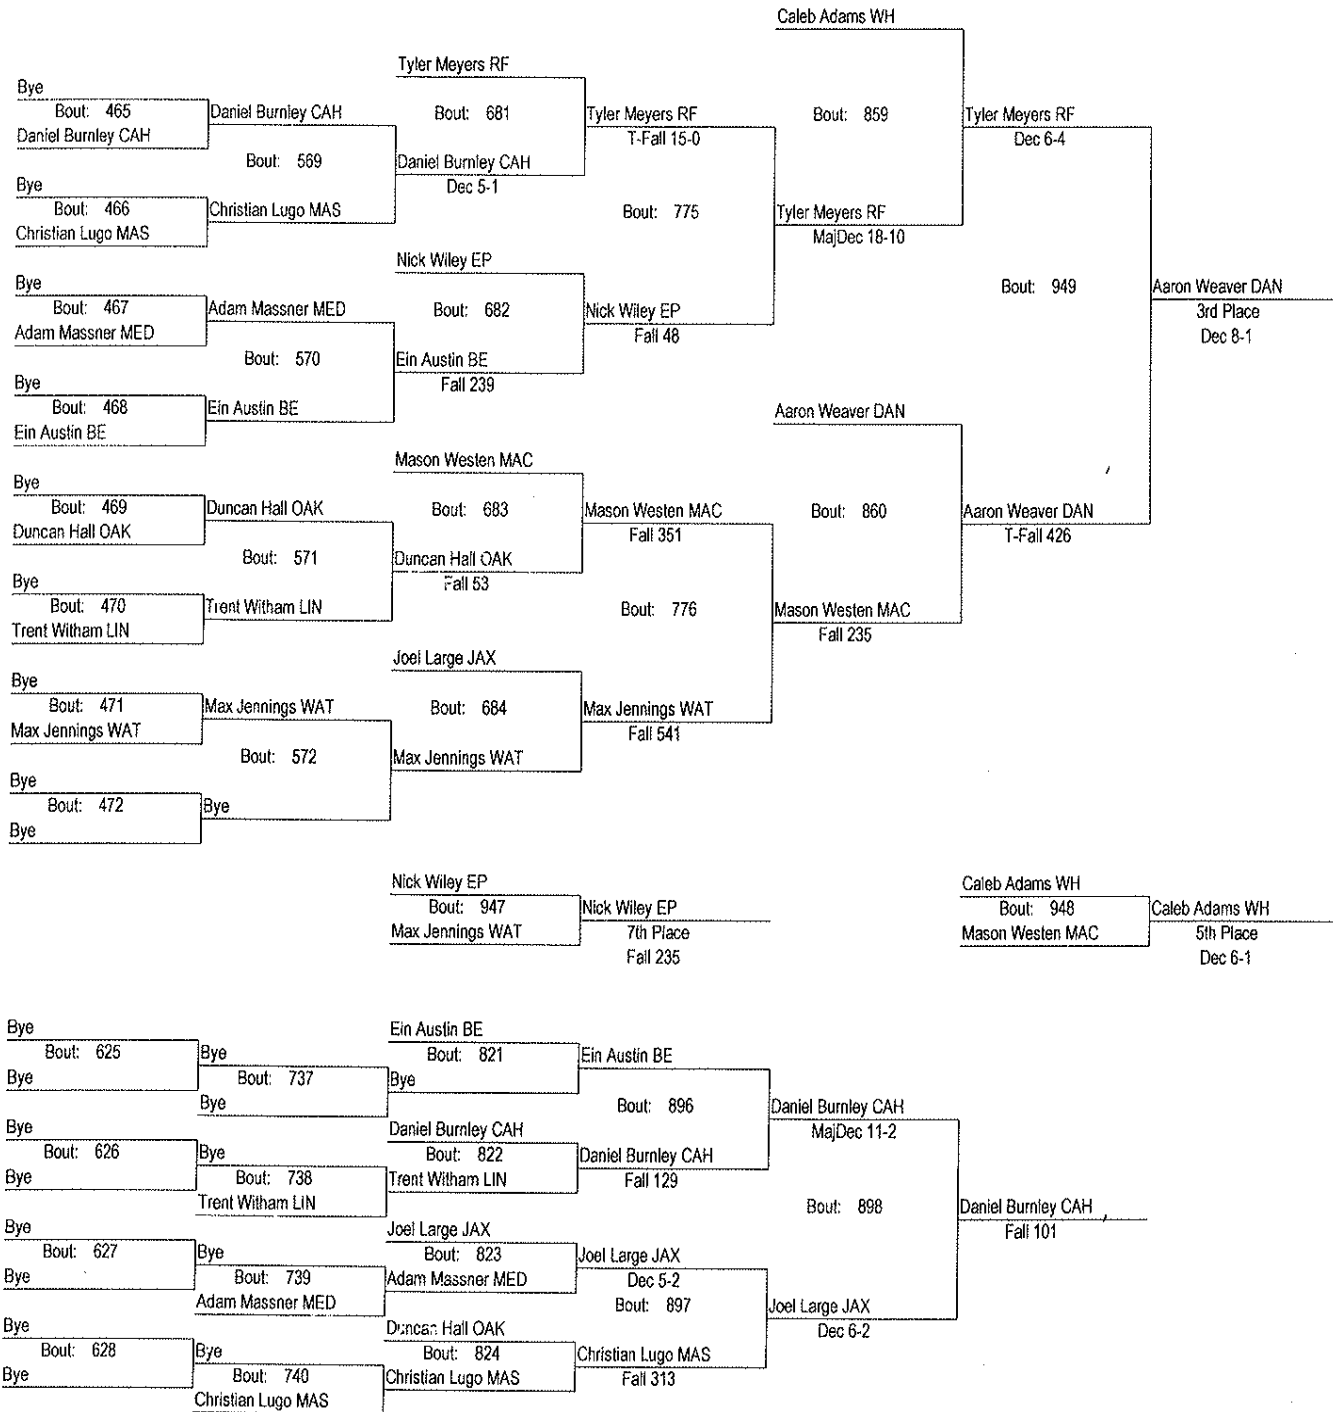 Caleb Adams WH
Tyler Meyers RF
Bye
Bout: 465
Daniel Burnley CAH
Daniel Burnley CAH
Bout: 681
Tyler Meyers RF
T-Fall 15-0
Bout: 859
Tyler Meyers RF
Dec 6-4
Bout: 569
Daniel Burnley CAH
Dec 5-1
Bye
Bout: 466
Christian Lugo MAS
Christian Lugo MAS
Bout: 775
Tyler Meyers RF
MajDec 18-10
Nick Wiley EP
Bye
Bout: 467
Adam Massner MED
Adam Massner MED
Bout: 682
Nick Wiley EP
Fall 48
Bout: 949
Aaron Weaver DAN
3rd Place
Dec 8-1
Bout: 570
Ein Austin BE
Fall 239
Bye
Bout: 468
Ein Austin BE
Ein Austin BE
Aaron Weaver DAN
Mason Westen MAC
Bye
Bout: 469
Duncan Hall OAK
Duncan Hall OAK
Bout: 683
Mason Westen MAC
Fall 351
Bout: 860
Aaron Weaver DAN
T-Fall 426
Bout: 571
Duncan Hall OAK
Fall 53
Bye
Bout: 470
Trent Witham LIN
Trent Witham LIN
Bout: 776
Mason Westen MAC
Fall 235
Joel Large JAX
Bye
Bout: 471
Max Jennings WAT
Max Jennings WAT
Bout: 684
Max Jennings WAT
Fall 541
Bout: 572
Max Jennings WAT
Bye
Bout: 472
Bye
Bye
Nick Wiley EP
Bout: 947
Max Jennings WAT
Nick Wiley EP
7th Place
Fall 235
Caleb Adams WH
Bout: 948
Mason Westen MAC
Caleb Adams WH
5th Place
Dec 6-1
Bye
Bout: 625
Bye
Bye
Bout: 737
Bye
Ein Austin BE
Bout: 821
Bye
Ein Austin BE
Bout: 896
Daniel Burnley CAH
MajDec 11-2
Bye
Bout: 626
Bye
Bye
Bout: 738
Trent Witham LIN
Daniel Burnley CAH
Bout: 822
Trent Witham LIN
Daniel Burnley CAH
Fall 129
Bout: 898
Daniel Burnley CAH
Fall 101
Bye
Bout: 627
Bye
Bye
Bout: 739
Adam Massner MED
Joel Large JAX
Bout: 823
Adam Massner MED
Joel Large JAX
Dec 5-2
Bout: 897
Joel Large JAX
Dec 6-2
Bye
Bout: 628
Bye
Bye
Bout: 740
Christian Lugo MAS
Duncan Hall OAK
Bout: 824
Christian Lugo MAS
Christian Lugo MAS
Fall 313